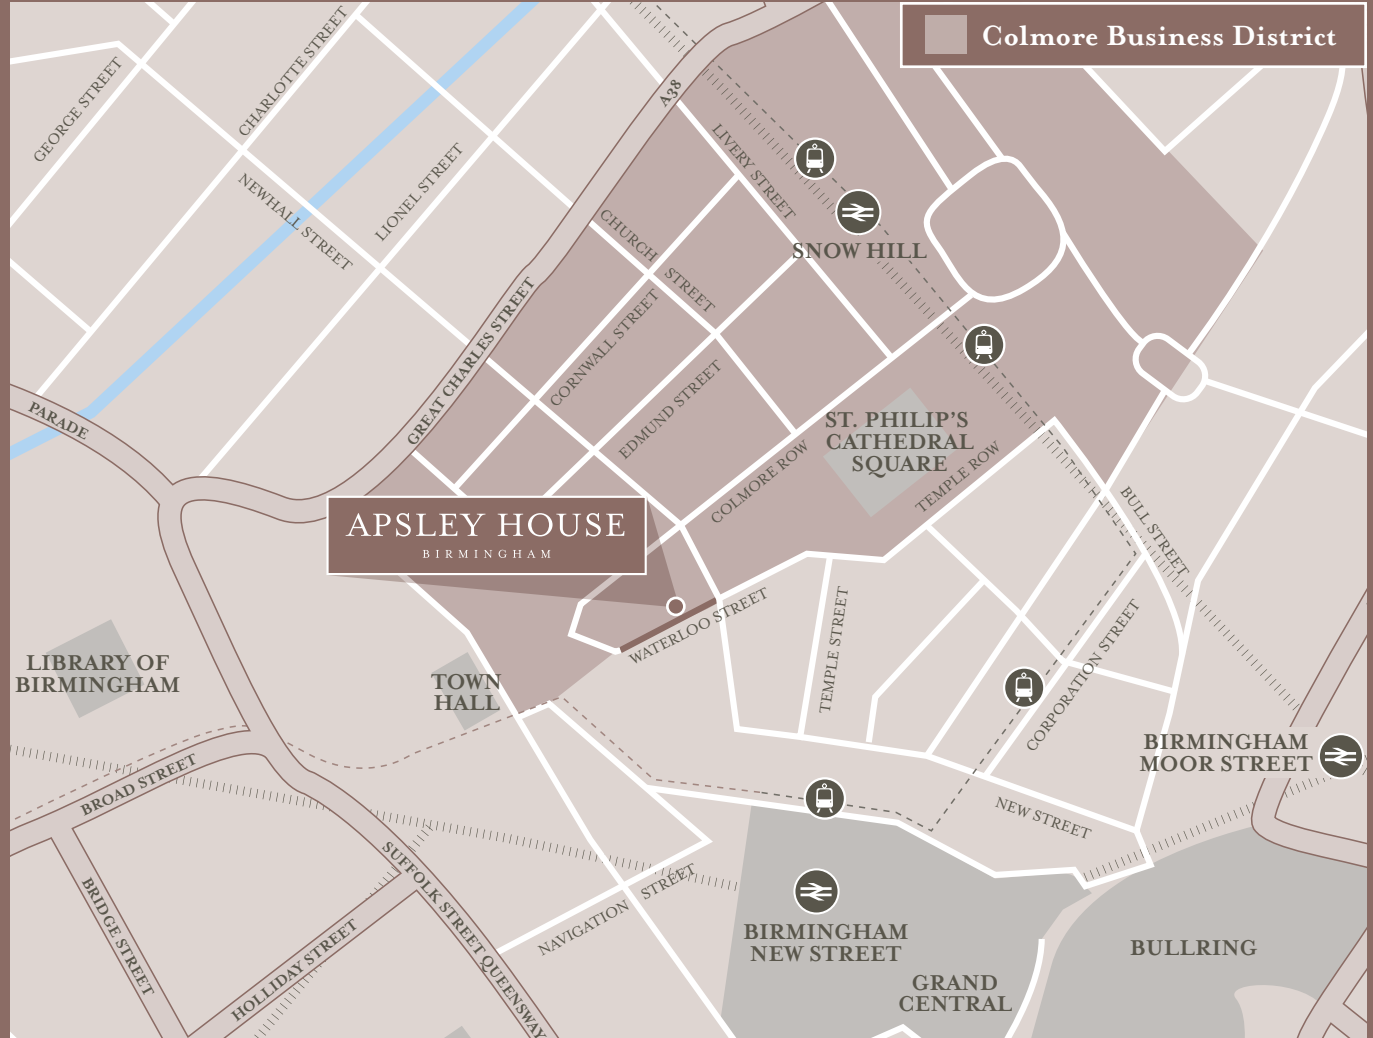 Colmore Business District
GEORGE STREET
CHARLOTTE STREET
NEWHALL STREET
LIONEL STREET
A38
LIVERY STREET
CHURCH STREET
SNOW HILL
GREAT CHARLES STREET
CORNWALL STREET
EDMUND STREET
PARADE
ST. PHILIP'S
CATHEDRAL
SQUARE
COLMORE ROW
TEMPLE ROW
BULL STREET
APSLEY HOUSE
BIRMINGHAM
WATERLOO STREET
TEMPLE STREET
CORPORATION STREET
LIBRARY OF
BIRMINGHAM
TOWN
HALL
BIRMINGHAM
MOOR STREET
BROAD STREET
NEW STREET
SUFFOLK STREET QUEENSWAY
BRIDGE STREET
HOLLIDAY STREET
NAVIGATION STREET
BIRMINGHAM
NEW STREET
GRAND
CENTRAL
BULLRING